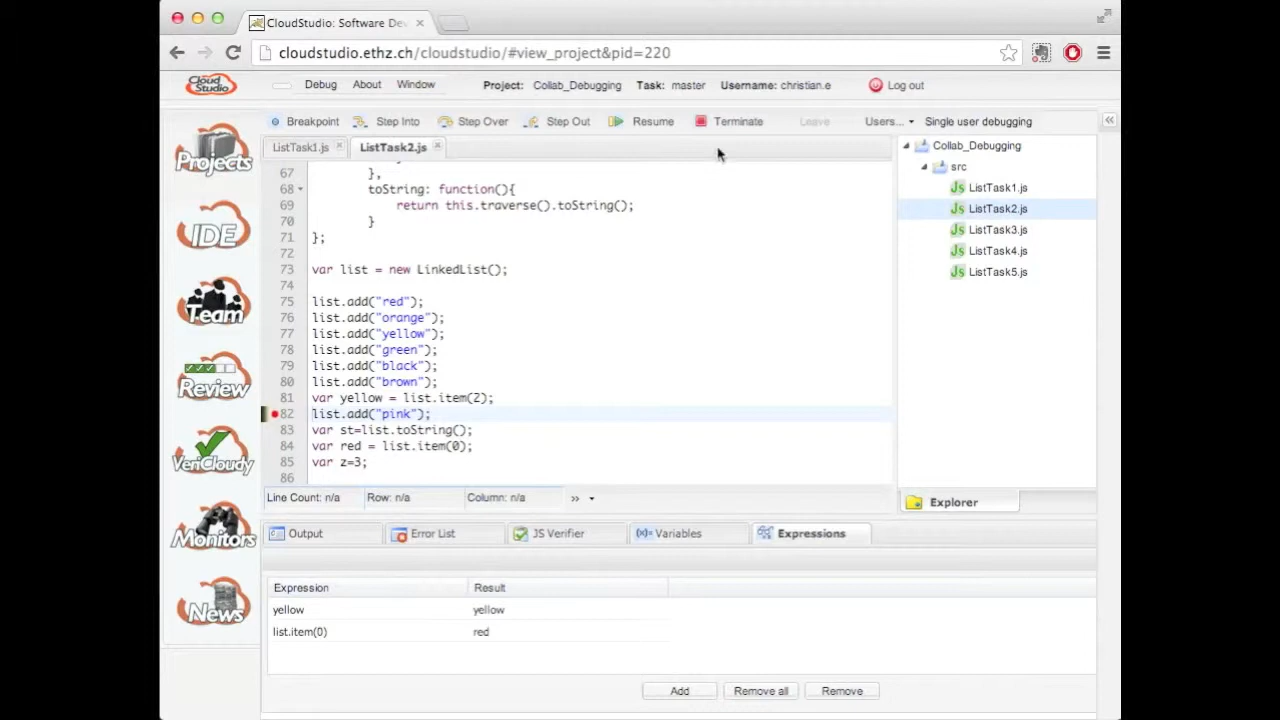 CloudStudio: Software De
cloudstudio.ethz.ch/cloudstudio/#view_project&pid=220
Cloud Studio
Debug About Window Project: Collab_Debugging Task: master Username: christian.e Log out
Breakpoint Step Into Step Over Step Out Resume Terminate Leave Users... Single user debugging
Projects
IDE
Team
Review
VeriCloudy
Monitors
News
ListTask1.js ListTask2.js
67 },
68 toString: function(){
69 return this.traverse().toString();
70 }
71 };
72
73 var list = new LinkedList();
74
75 list.add("red");
76 list.add("orange");
77 list.add("yellow");
78 list.add("green");
79 list.add("black");
80 list.add("brown");
81 var yellow = list.item(2);
82 list.add("pink");
83 var st=list.toString();
84 var red = list.item(0);
85 var z=3;
86
Line Count: n/a Row: n/a Column: n/a »
Collab_Debugging
src
Js ListTask1.js
Js ListTask2.js
Js ListTask3.js
Js ListTask4.js
Js ListTask5.js
Explorer
Output Error List JS Verifier (x)= Variables Expressions
Expression Result
yellow yellow
list.item(0) red
Add Remove all Remove